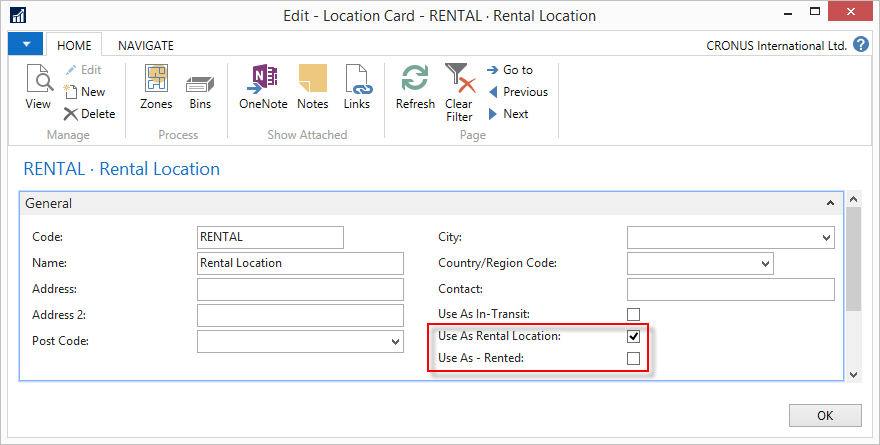 Edit - Location Card - RENTAL · Rental Location
HOME NAVIGATE CRONUS International Ltd. ?
View Edit New Delete Zones Bins OneNote Notes Links Refresh Clear Filter Go to Previous Next
Manage Process Show Attached Page
RENTAL · Rental Location
General
Code: RENTAL City:
Name: Rental Location Country/Region Code:
Address: Contact:
Address 2: Use As In-Transit:
Use As Rental Location:
Post Code:
Use As - Rented:
OK